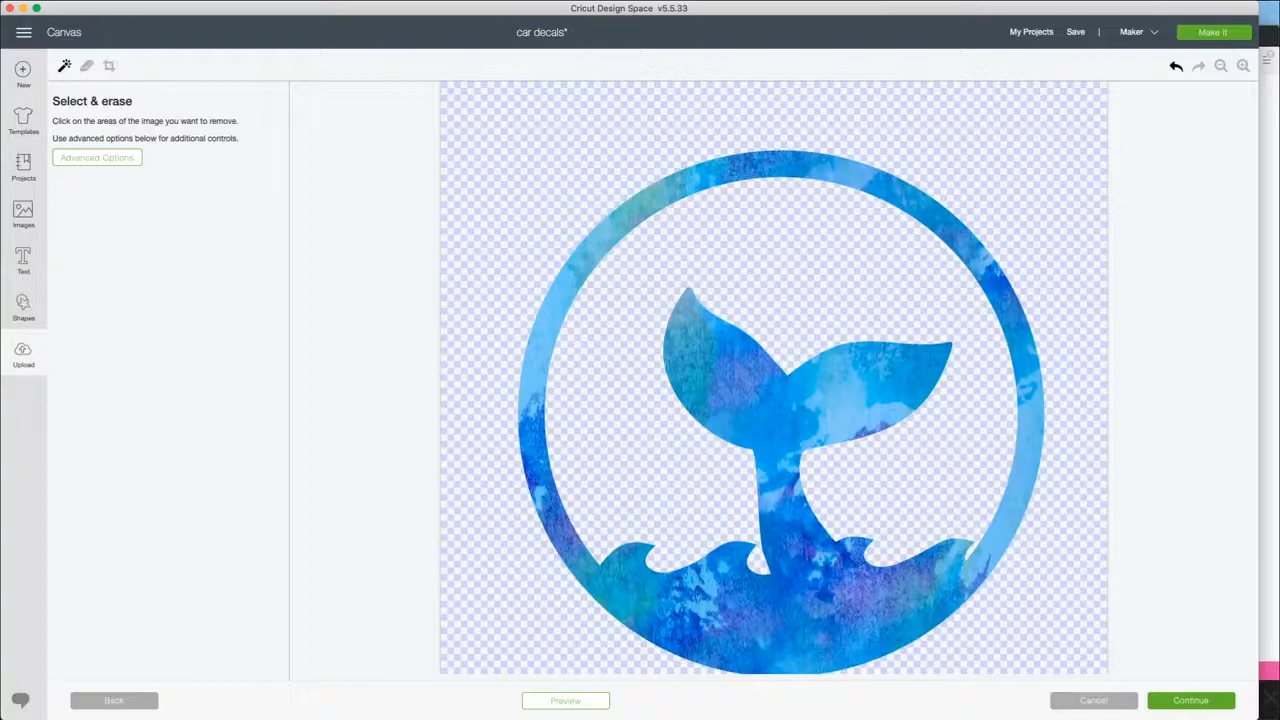 Cricut Design Space v5.5.33
Canvas
car decals*
My Projects
Save
|
Maker
Make It
New
Templates
Projects
Images
Text
Shapes
Upload
Select & erase
Click on the areas of the image you want to remove.
Use advanced options below for additional controls.
Advanced Options
Back
Preview
Cancel
Continue